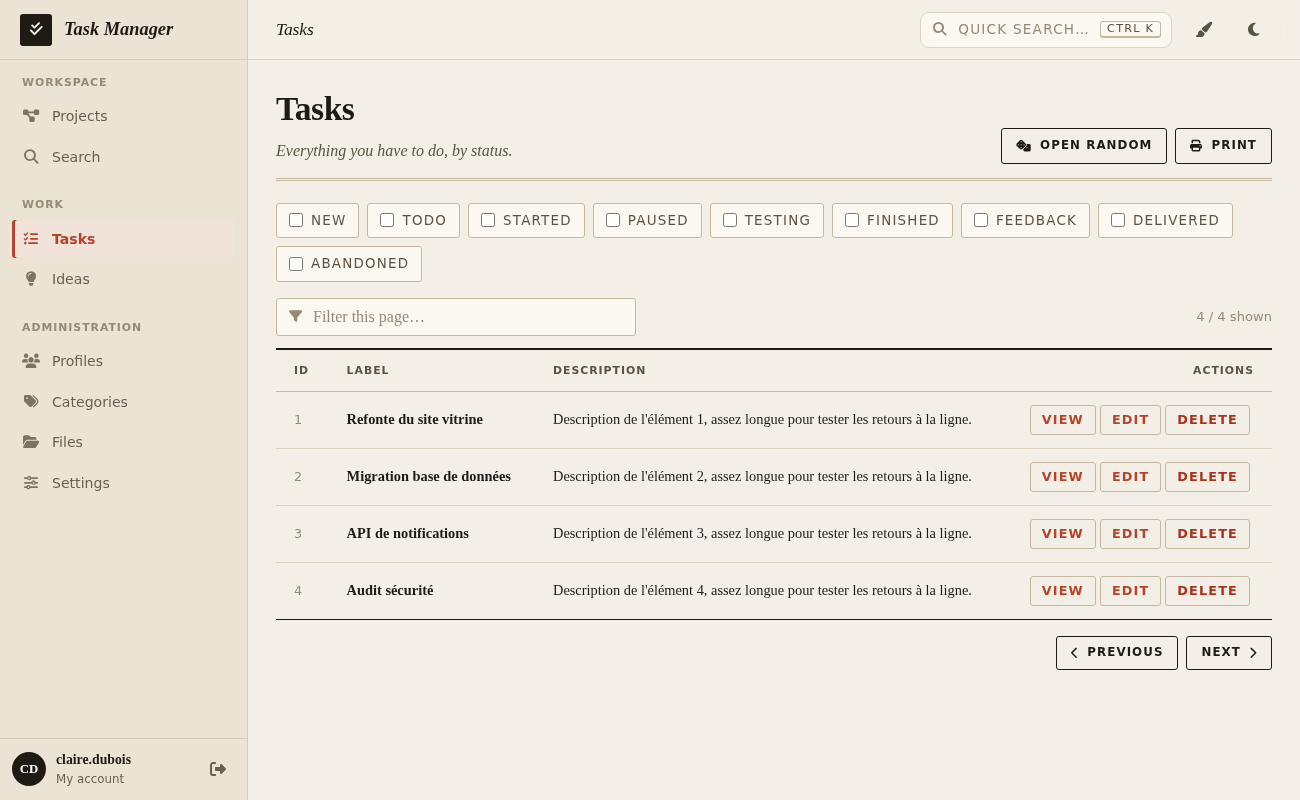 Task Manager
WORKSPACE
Projects
Search
WORK
Tasks
Ideas
ADMINISTRATION
Profiles
Categories
Files
Settings
CD
claire.dubois
My account
Tasks
QUICK SEARCH… CTRL K
Tasks
Everything you have to do, by status.
OPEN RANDOM PRINT
NEW TODO STARTED PAUSED TESTING FINISHED FEEDBACK DELIVERED
ABANDONED
Filter this page… 4 / 4 shown
ID LABEL DESCRIPTION ACTIONS
1 Refonte du site vitrine Description de l'élément 1, assez longue pour tester les retours à la ligne. VIEW EDIT DELETE
2 Migration base de données Description de l'élément 2, assez longue pour tester les retours à la ligne. VIEW EDIT DELETE
3 API de notifications Description de l'élément 3, assez longue pour tester les retours à la ligne. VIEW EDIT DELETE
4 Audit sécurité Description de l'élément 4, assez longue pour tester les retours à la ligne. VIEW EDIT DELETE
PREVIOUS NEXT